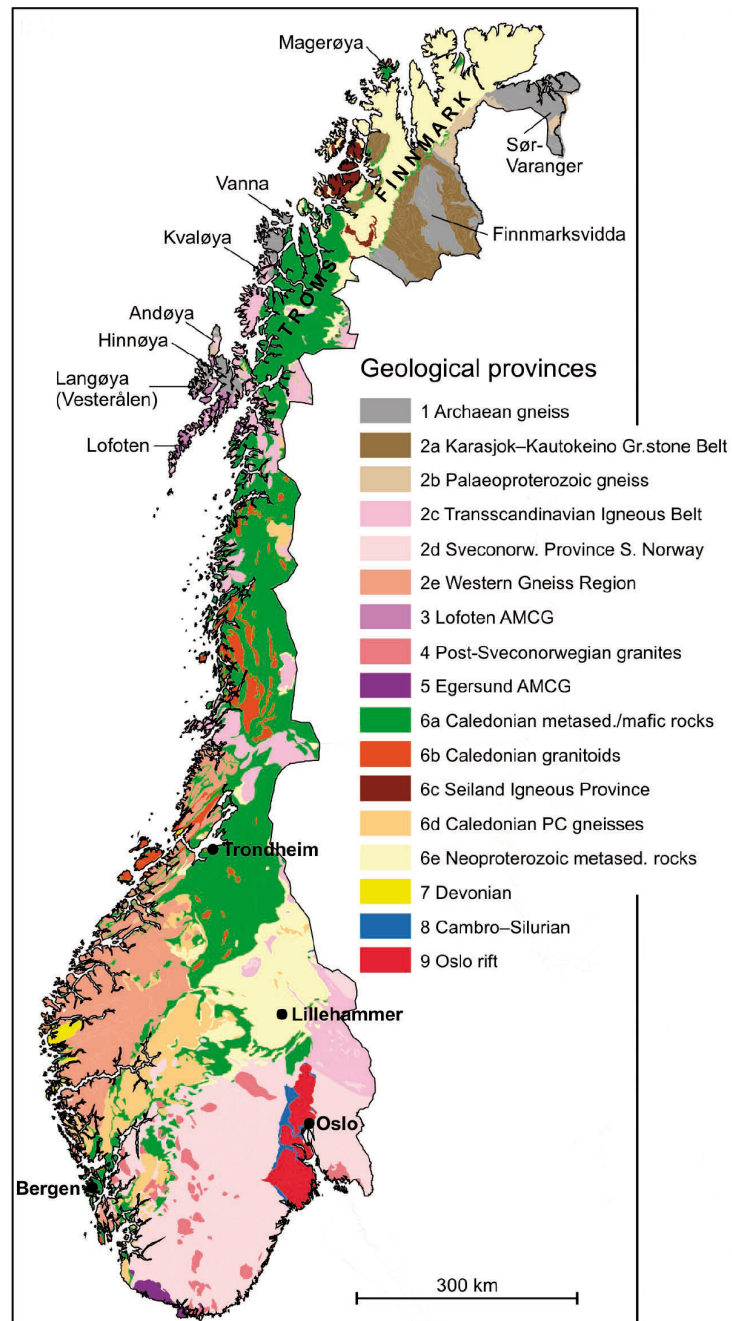 Magerøya
FINNMARK
Sør-
Varanger
Vanna
Finnmarksvidda
Kvaløya
TROMS
Andøya
Hinnøya
Langøya
(Vesterålen)
Lofoten
Geological provinces
1 Archaean gneiss
2a Karasjok–Kautokeino Gr.stone Belt
2b Palaeoproterozoic gneiss
2c Transscandinavian Igneous Belt
2d Sveconorw. Province S. Norway
2e Western Gneiss Region
3 Lofoten AMCG
4 Post-Sveconorwegian granites
5 Egersund AMCG
6a Caledonian metased./mafic rocks
6b Caledonian granitoids
6c Seiland Igneous Province
6d Caledonian PC gneisses
6e Neoproterozoic metased. rocks
7 Devonian
8 Cambro–Silurian
9 Oslo rift
Trondheim
Lillehammer
Oslo
Bergen
300 km